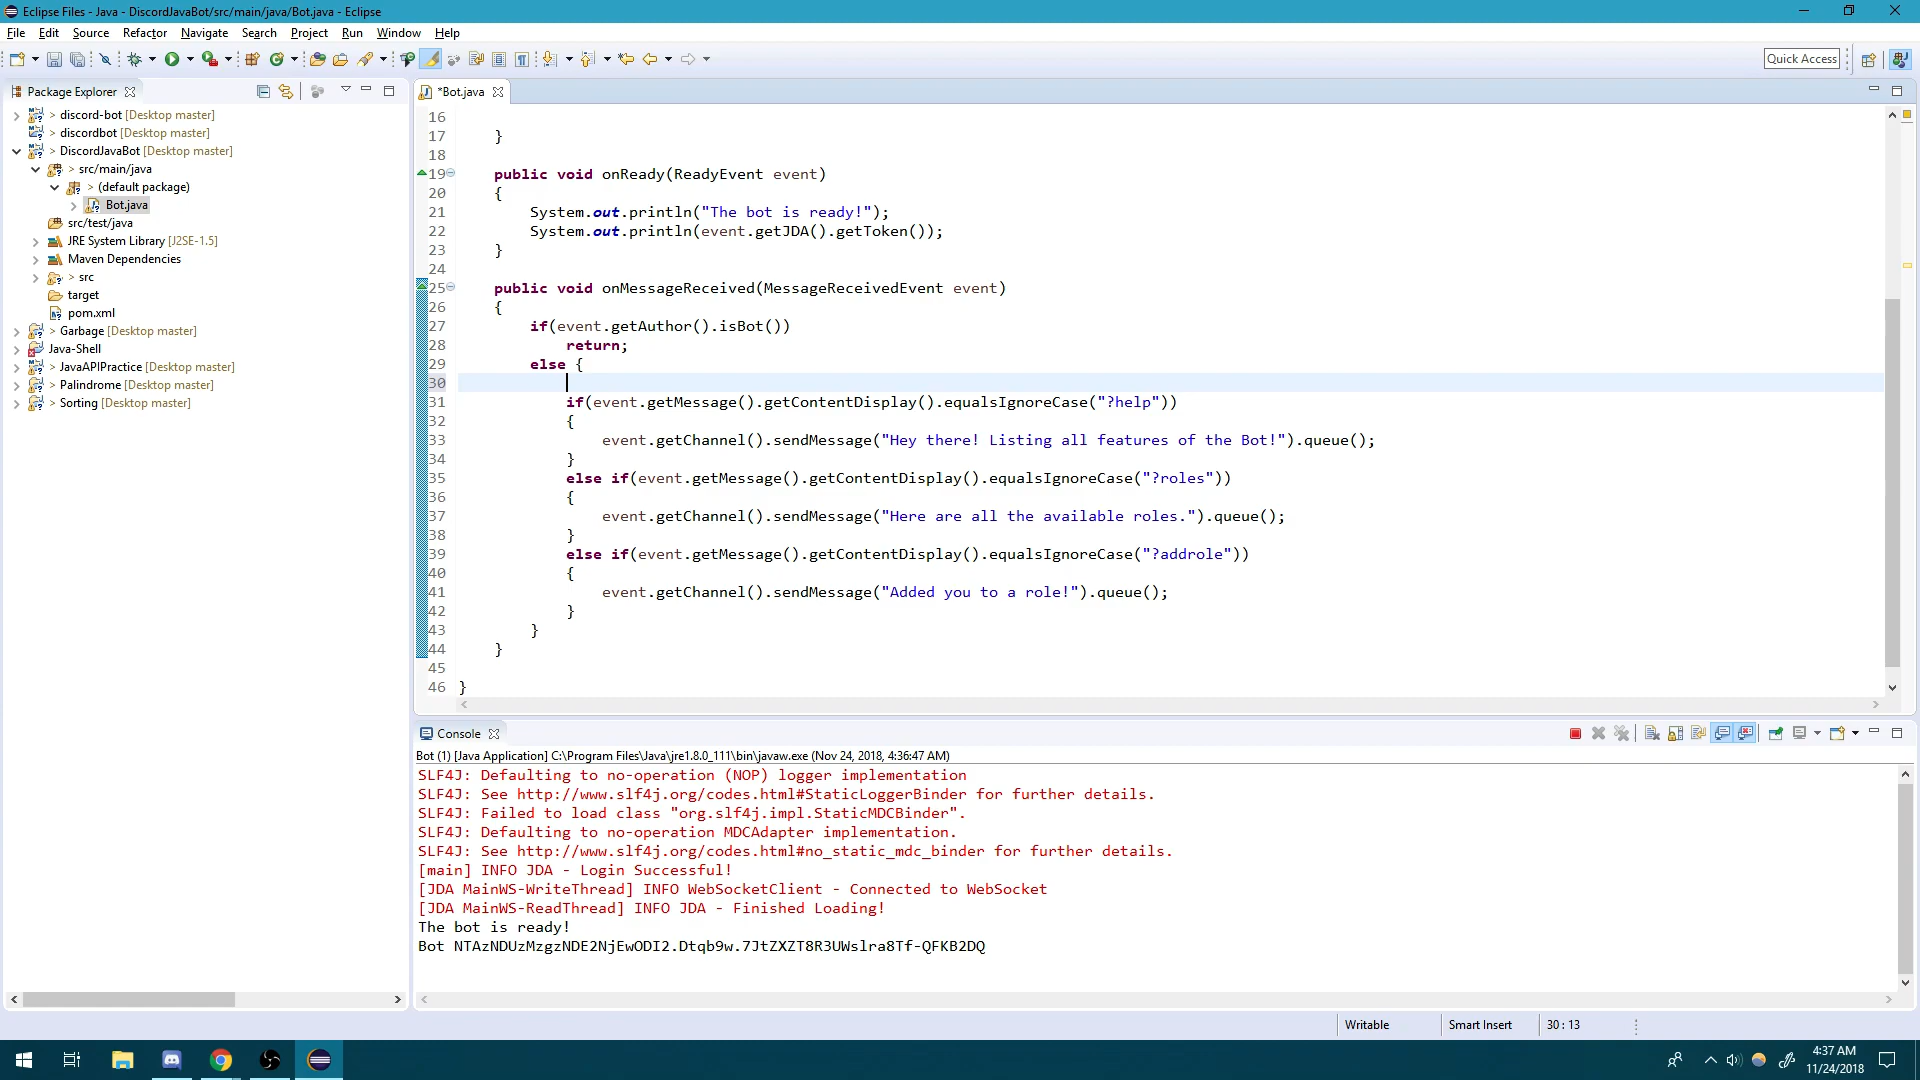 Eclipse Files - Java - DiscordJavaBot/src/main/java/Bot.java - Eclipse
File Edit Source Refactor Navigate Search Project Run Window Help
Quick Access
Package Explorer
> discord-bot [Desktop master]
> discordbot [Desktop master]
> DiscordJavaBot [Desktop master]
> src/main/java
> (default package)
Bot.java
src/test/java
JRE System Library [J2SE-1.5]
Maven Dependencies
> src
target
pom.xml
> Garbage [Desktop master]
Java-Shell
> JavaAPIPractice [Desktop master]
> Palindrome [Desktop master]
> Sorting [Desktop master]
*Bot.java
16
17 }
18
19 public void onReady(ReadyEvent event)
20 {
21 System.out.println("The bot is ready!");
22 System.out.println(event.getJDA().getToken());
23 }
24
25 public void onMessageReceived(MessageReceivedEvent event)
26 {
27 if(event.getAuthor().isBot())
28 return;
29 else {
30
31 if(event.getMessage().getContentDisplay().equalsIgnoreCase("?help"))
32 {
33 event.getChannel().sendMessage("Hey there! Listing all features of the Bot!").queue();
34 }
35 else if(event.getMessage().getContentDisplay().equalsIgnoreCase("?roles"))
36 {
37 event.getChannel().sendMessage("Here are all the available roles.").queue();
38 }
39 else if(event.getMessage().getContentDisplay().equalsIgnoreCase("?addrole"))
40 {
41 event.getChannel().sendMessage("Added you to a role!").queue();
42 }
43 }
44 }
45
46 }
Console
Bot (1) [Java Application] C:\Program Files\Java\jre1.8.0_111\bin\javaw.exe (Nov 24, 2018, 4:36:47 AM)
SLF4J: Defaulting to no-operation (NOP) logger implementation
SLF4J: See http://www.slf4j.org/codes.html#StaticLoggerBinder for further details.
SLF4J: Failed to load class "org.slf4j.impl.StaticMDCBinder".
SLF4J: Defaulting to no-operation MDCAdapter implementation.
SLF4J: See http://www.slf4j.org/codes.html#no_static_mdc_binder for further details.
[main] INFO JDA - Login Successful!
[JDA MainWS-WriteThread] INFO WebSocketClient - Connected to WebSocket
[JDA MainWS-ReadThread] INFO JDA - Finished Loading!
The bot is ready!
Bot NTAzNDUzMzgzNDE2NjEwODI2.Dtqb9w.7JtZXZT8R3UWslra8Tf-QFKB2DQ
Writable Smart Insert 30 : 13
4:37 AM
11/24/2018